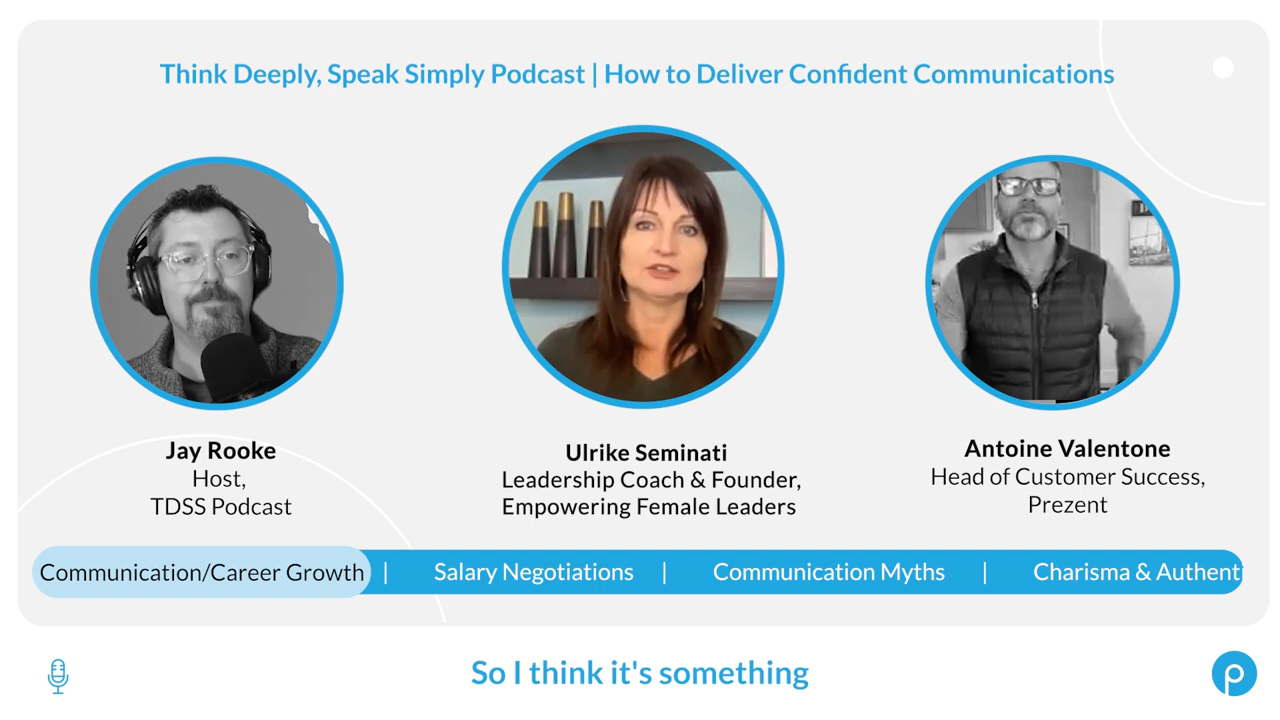 Think Deeply, Speak Simply Podcast | How to Deliver Confident Communications
Jay Rooke
Host,
TDSS Podcast
Ulrike Seminati
Leadership Coach & Founder,
Empowering Female Leaders
Antoine Valentone
Head of Customer Success,
Prezent
Communication/Career Growth | Salary Negotiations | Communication Myths | Charisma & Authent
So I think it's something